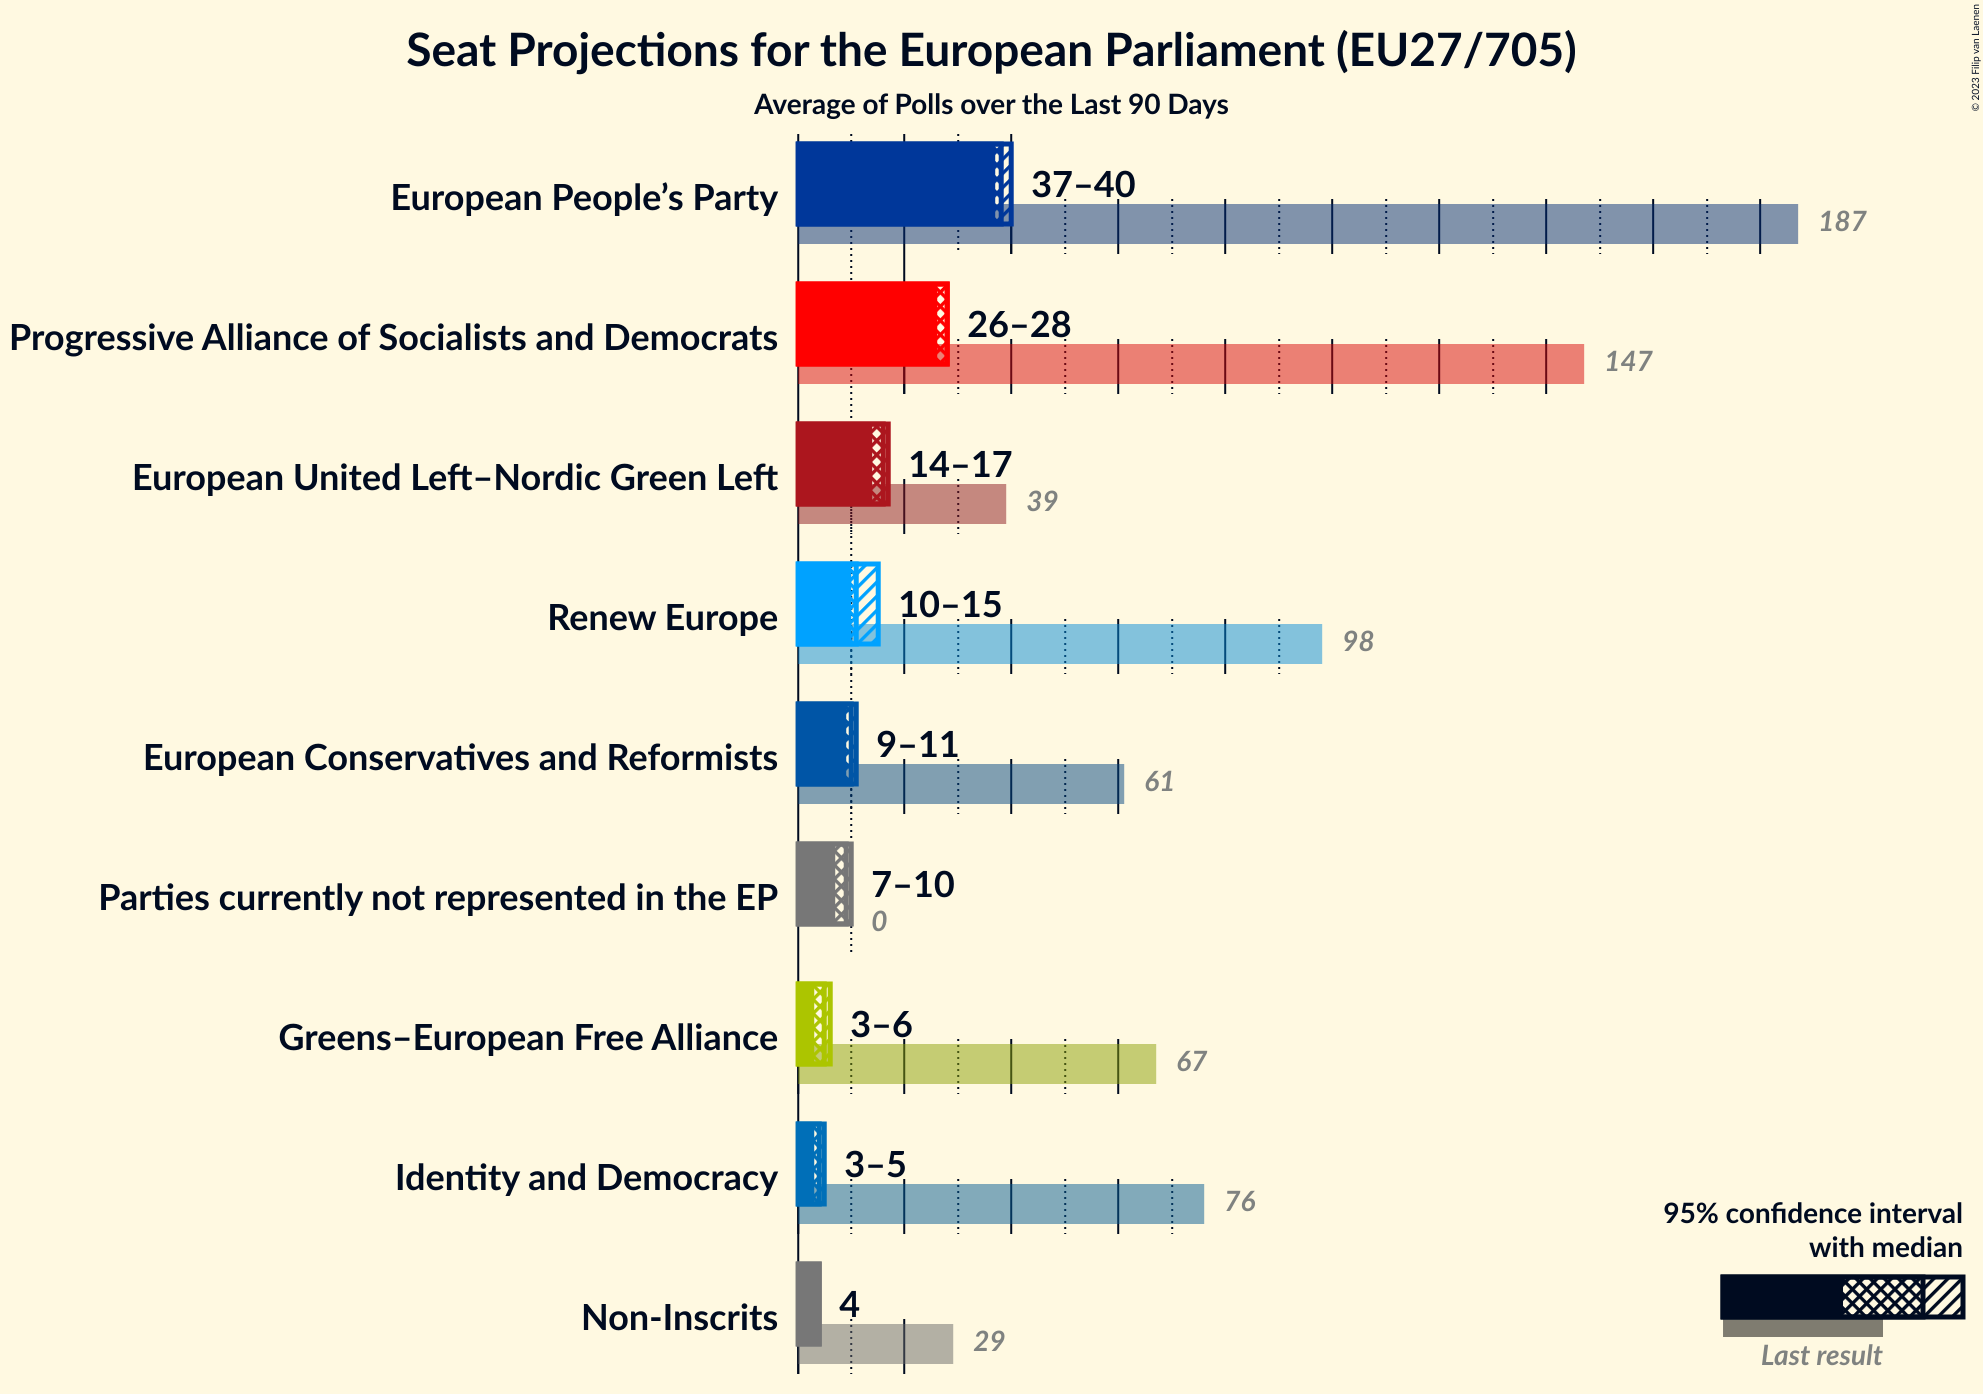 Seat Projections for the European Parliament (EU27/705)
Average of Polls over the Last 90 Days
© 2023 Filip van Laenen
European People’s Party
37–40
187
Progressive Alliance of Socialists and Democrats
26–28
147
European United Left–Nordic Green Left
14–17
39
Renew Europe
10–15
98
European Conservatives and Reformists
9–11
61
Parties currently not represented in the EP
7–10
0
Greens–European Free Alliance
3–6
67
Identity and Democracy
3–5
76
Non-Inscrits
4
29
95% confidence interval
with median
Last result